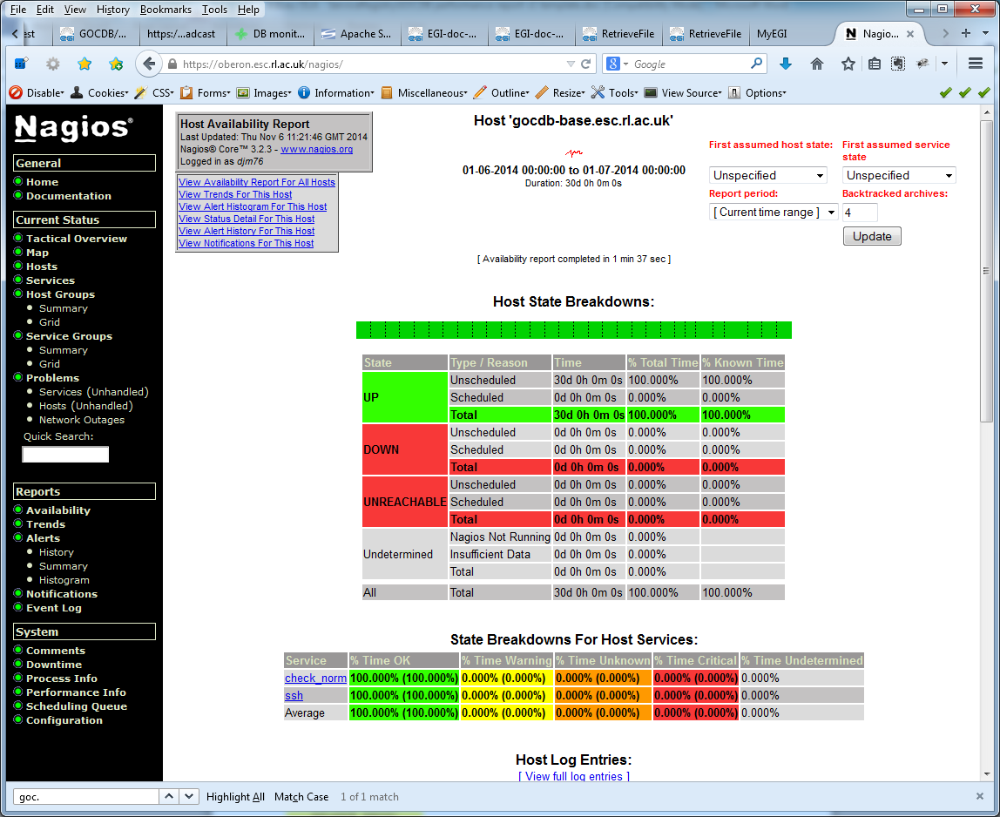 File Edit View History Bookmarks Tools Help
est GOCDB/... https:/...adcast DB monit... Apache S... EGI-doc-... EGI-doc-... RetrieveFile RetrieveFile MyEGI Nagio...
https://oberon.esc.rl.ac.uk/nagios/ Google
Disable Cookies CSS Forms Images Information Miscellaneous Outline Resize Tools View Source Options
Nagios®
General
Home
Documentation
Current Status
Tactical Overview
Map
Hosts
Services
Host Groups
Summary
Grid
Service Groups
Summary
Grid
Problems
Services (Unhandled)
Hosts (Unhandled)
Network Outages
Quick Search:
Reports
Availability
Trends
Alerts
History
Summary
Histogram
Notifications
Event Log
System
Comments
Downtime
Process Info
Performance Info
Scheduling Queue
Configuration
Host Availability Report
Last Updated: Thu Nov 6 11:21:46 GMT 2014
Nagios® Core™ 3.2.3 - www.nagios.org
Logged in as djm76
View Availability Report For All Hosts
View Trends For This Host
View Alert Histogram For This Host
View Status Detail For This Host
View Alert History For This Host
View Notifications For This Host
Host 'gocdb-base.esc.rl.ac.uk'
01-06-2014 00:00:00 to 01-07-2014 00:00:00
Duration: 30d 0h 0m 0s
[ Availability report completed in 1 min 37 sec ]
First assumed host state: First assumed service state
Unspecified Unspecified
Report period: Backtracked archives:
[ Current time range ] 4
Update
Host State Breakdowns:
State Type / Reason Time % Total Time % Known Time
UP Unscheduled 30d 0h 0m 0s 100.000% 100.000%
Scheduled 0d 0h 0m 0s 0.000% 0.000%
Total 30d 0h 0m 0s 100.000% 100.000%
DOWN Unscheduled 0d 0h 0m 0s 0.000% 0.000%
Scheduled 0d 0h 0m 0s 0.000% 0.000%
Total 0d 0h 0m 0s 0.000% 0.000%
UNREACHABLE Unscheduled 0d 0h 0m 0s 0.000% 0.000%
Scheduled 0d 0h 0m 0s 0.000% 0.000%
Total 0d 0h 0m 0s 0.000% 0.000%
Undetermined Nagios Not Running 0d 0h 0m 0s 0.000%
Insufficient Data 0d 0h 0m 0s 0.000%
Total 0d 0h 0m 0s 0.000%
All Total 30d 0h 0m 0s 100.000% 100.000%
State Breakdowns For Host Services:
Service % Time OK % Time Warning % Time Unknown % Time Critical % Time Undetermined
check_norm 100.000% (100.000%) 0.000% (0.000%) 0.000% (0.000%) 0.000% (0.000%) 0.000%
ssh 100.000% (100.000%) 0.000% (0.000%) 0.000% (0.000%) 0.000% (0.000%) 0.000%
Average 100.000% (100.000%) 0.000% (0.000%) 0.000% (0.000%) 0.000% (0.000%) 0.000%
Host Log Entries:
[ View full log entries ]
goc. Highlight All Match Case 1 of 1 match